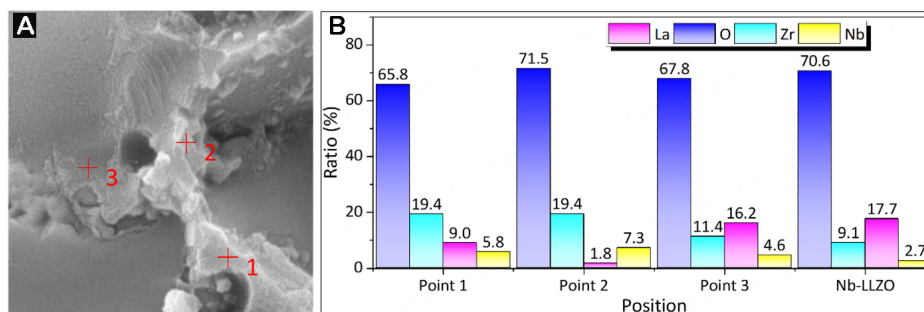 A
2
3
1
B
La O Zr Nb
80
60
40
20
0
Ratio (%)
65.8 19.4 9.0 5.8
71.5 19.4 1.8 7.3
67.8 11.4 16.2 4.6
70.6 9.1 17.7 2.7
Point 1 Point 2 Point 3 Nb-LLZO
Position